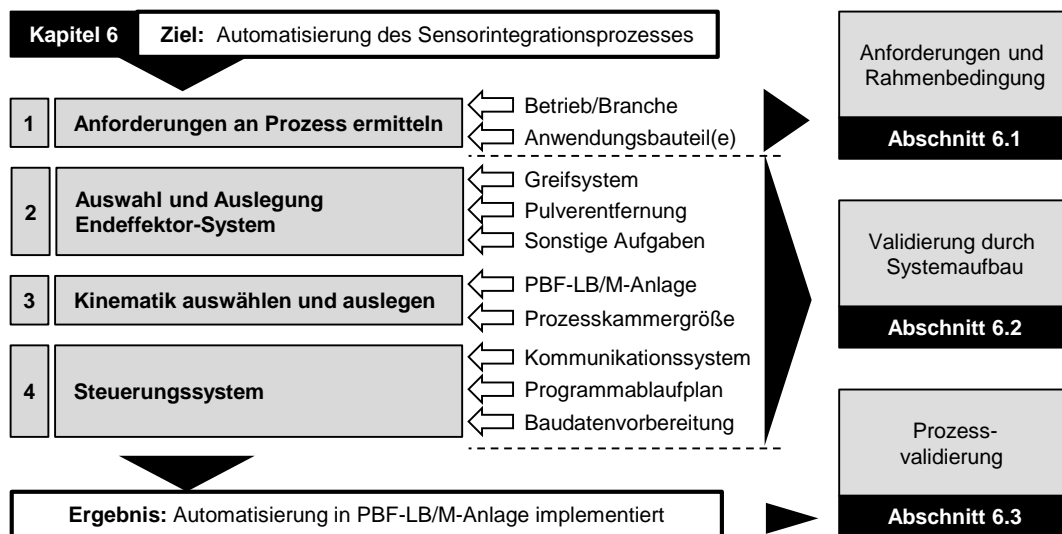 Kapitel 6
Ziel: Automatisierung des Sensorintegrationsprozesses
1
Anforderungen an Prozess ermitteln
Betrieb/Branche
Anwendungsbauteil(e)
2
Auswahl und Auslegung
Endeffektor-System
Greifsystem
Pulverentfernung
Sonstige Aufgaben
3
Kinematik auswählen und auslegen
PBF-LB/M-Anlage
Prozesskammergröße
4
Steuerungssystem
Kommunikationssystem
Programmablaufplan
Baudatenvorbereitung
Ergebnis: Automatisierung in PBF-LB/M-Anlage implementiert
Anforderungen und
Rahmenbedingung
Abschnitt 6.1
Validierung durch
Systemaufbau
Abschnitt 6.2
Prozess-
validierung
Abschnitt 6.3